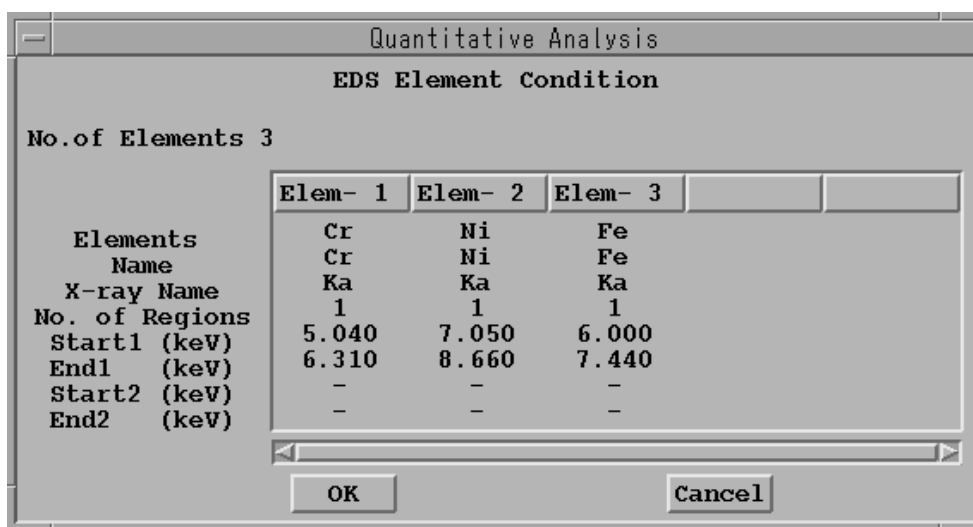 Quantitative Analysis
EDS Element Condition
No.of Elements 3
Elem- 1 Elem- 2 Elem- 3
Elements Cr Ni Fe
Name Cr Ni Fe
X-ray Name Ka Ka Ka
No. of Regions 1 1 1
Start1 (keV) 5.040 7.050 6.000
End1 (keV) 6.310 8.660 7.440
Start2 (keV) - - -
End2 (keV) - - -
OK Cancel